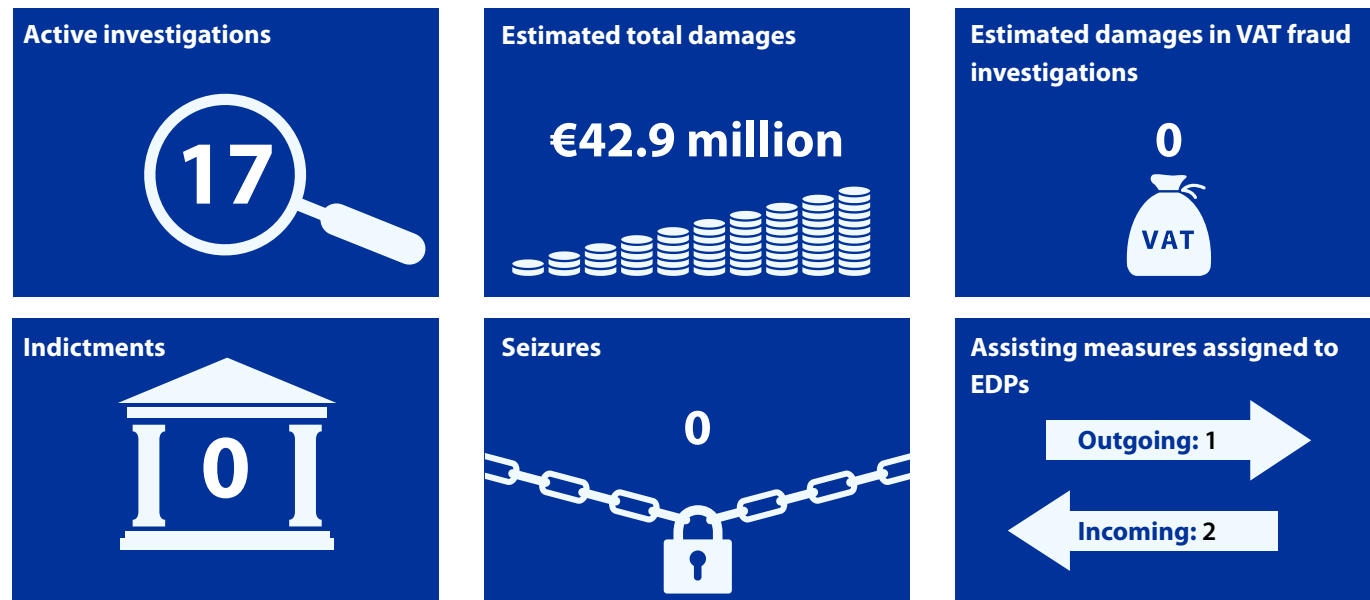 Active investigations
17
Estimated total damages
€42.9 million
Estimated damages in VAT fraud
investigations
0
VAT
Indictments
0
Seizures
0
Assisting measures assigned to
EDPs
Outgoing: 1
Incoming: 2